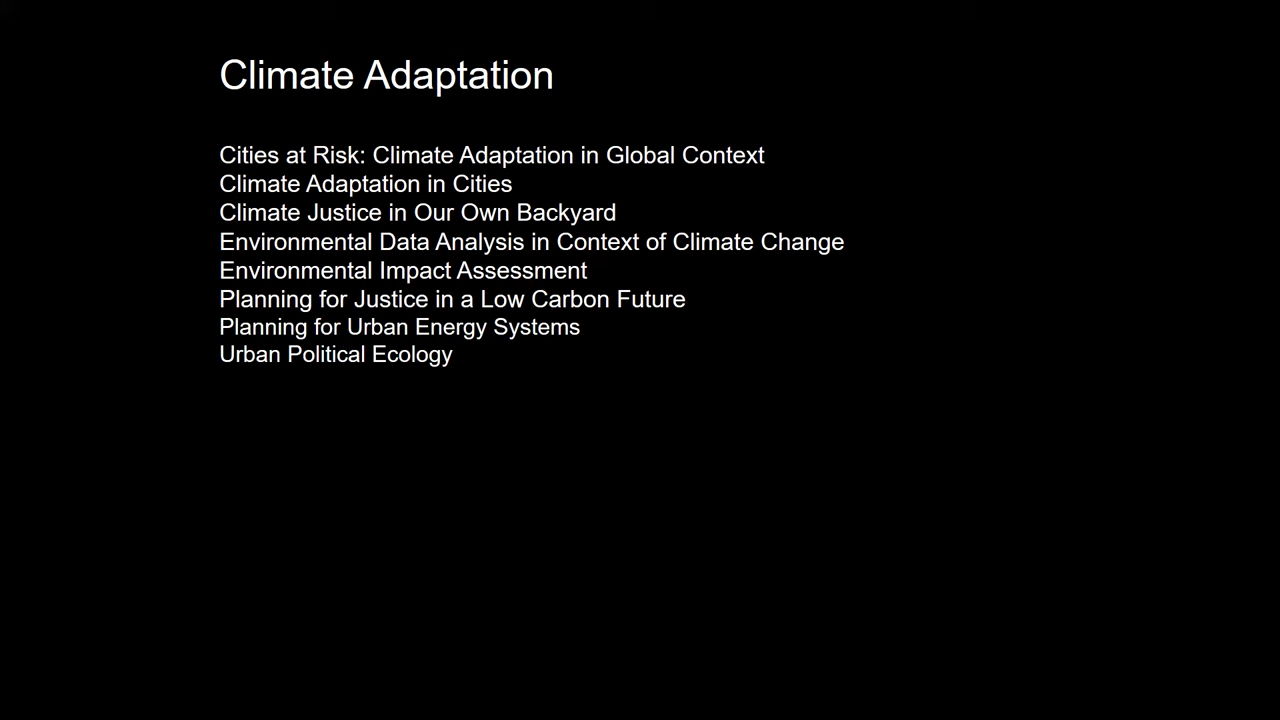 Climate Adaptation
Cities at Risk: Climate Adaptation in Global Context
Climate Adaptation in Cities
Climate Justice in Our Own Backyard
Environmental Data Analysis in Context of Climate Change
Environmental Impact Assessment
Planning for Justice in a Low Carbon Future
Planning for Urban Energy Systems
Urban Political Ecology